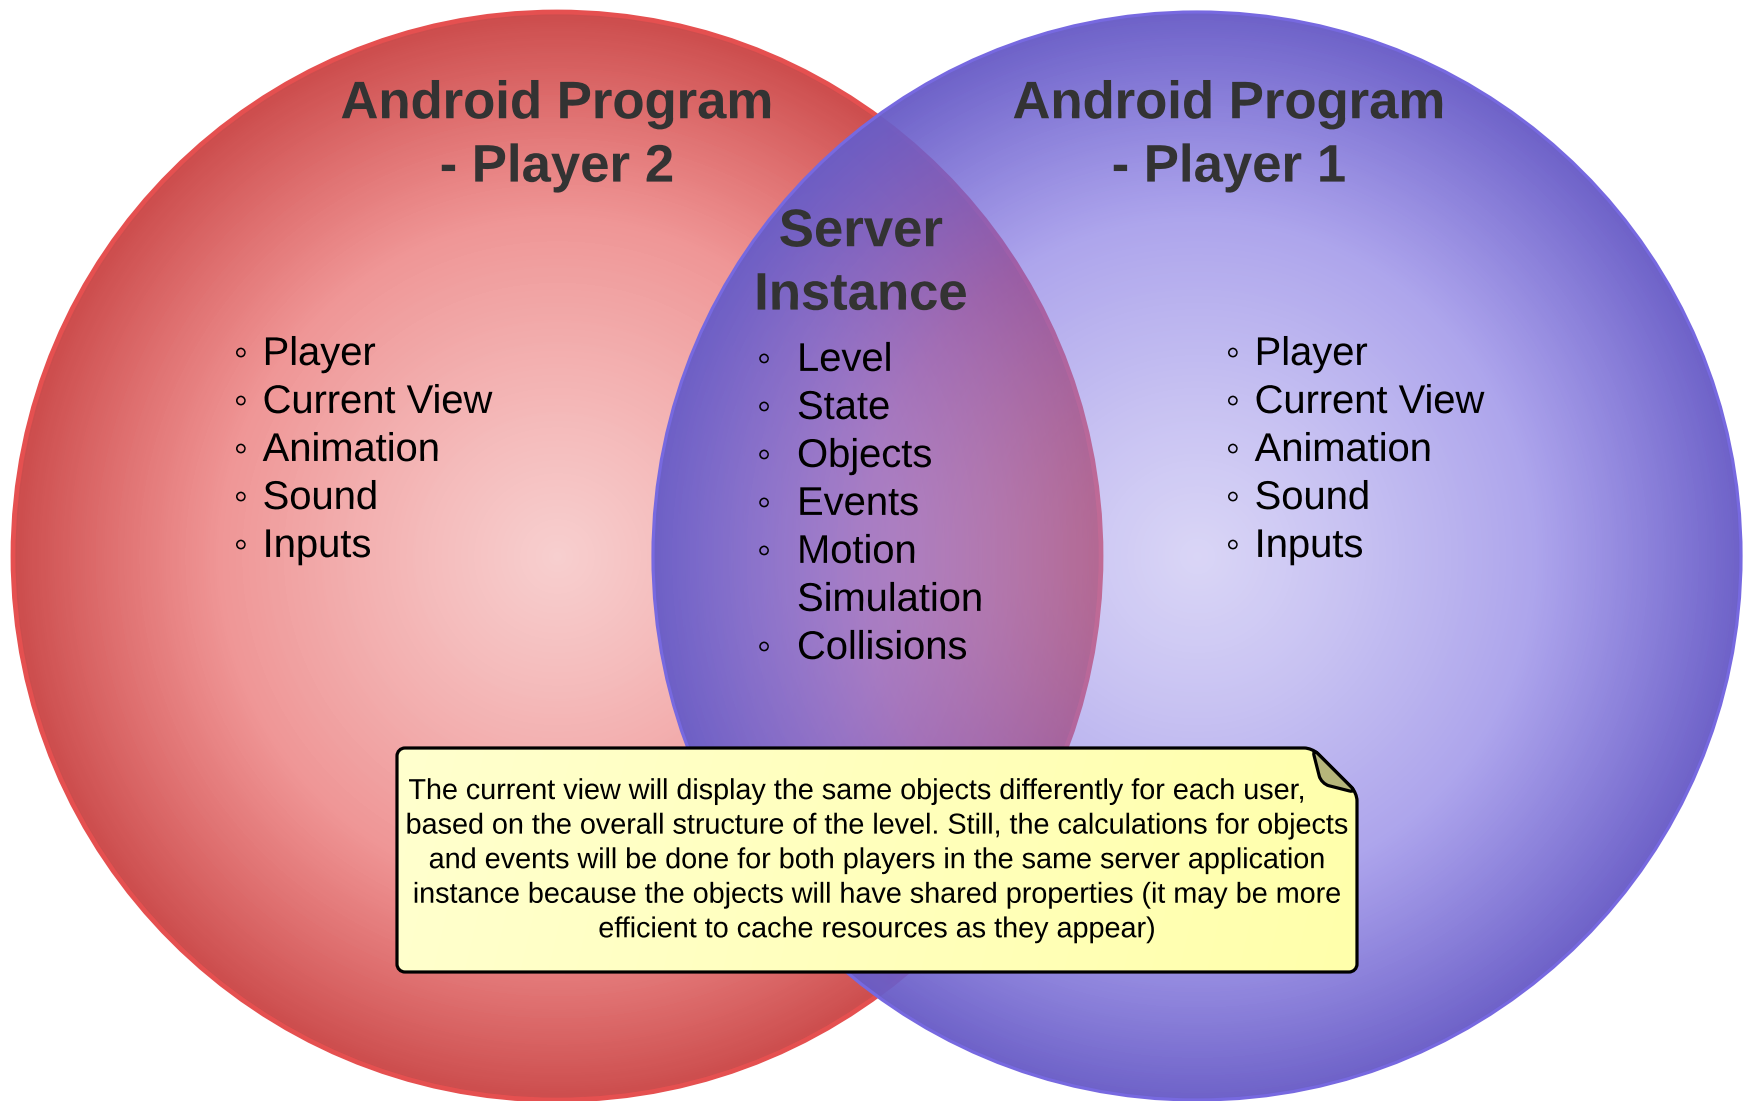 Android Program
- Player 2
Android Program
- Player 1
Server
Instance
◦ Player
◦ Current View
◦ Animation
◦ Sound
◦ Inputs
◦ Level
◦ State
◦ Objects
◦ Events
◦ Motion
Simulation
◦ Collisions
◦ Player
◦ Current View
◦ Animation
◦ Sound
◦ Inputs
The current view will display the same objects differently for each user,
based on the overall structure of the level. Still, the calculations for objects
and events will be done for both players in the same server application
instance because the objects will have shared properties (it may be more
efficient to cache resources as they appear)